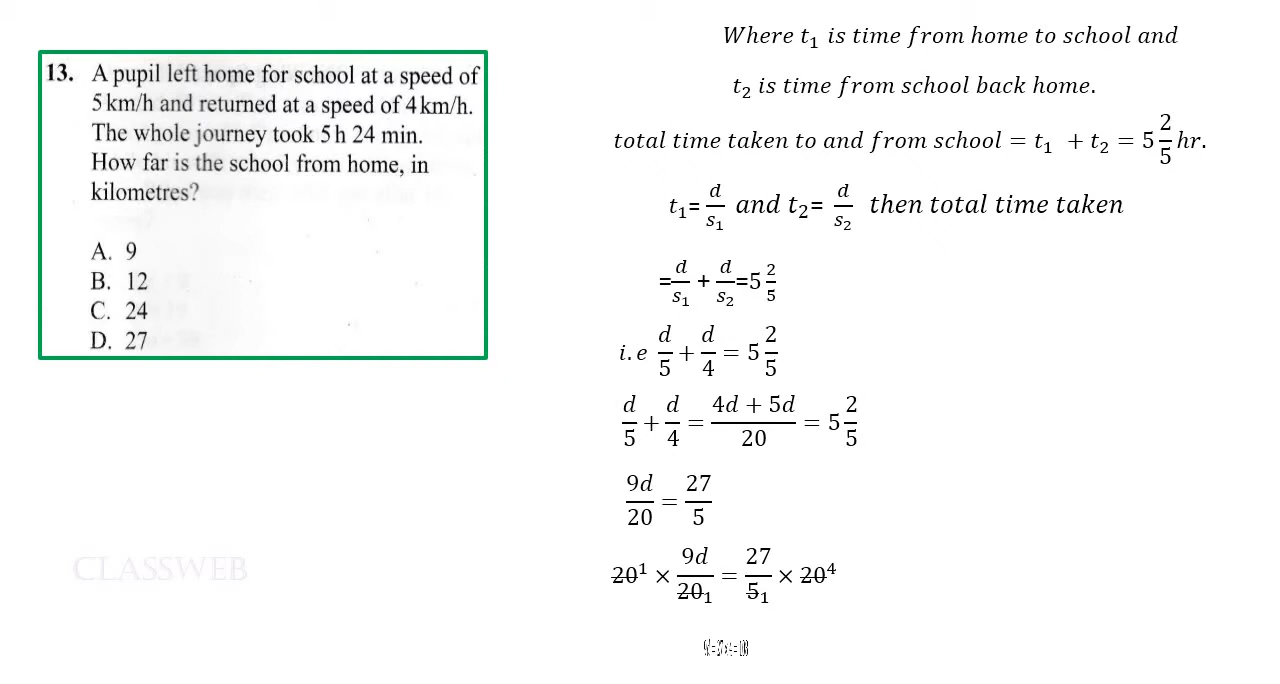 13. A pupil left home for school at a speed of
5 km/h and returned at a speed of 4 km/h.
The whole journey took 5 h 24 min.
How far is the school from home, in
kilometres?
A. 9
B. 12
C. 24
D. 27
CLASSWEB
Where t₁ is time from home to school and
t₂ is time from school back home.
total time taken to and from school = t₁ + t₂ = 5 2/5 hr.
t₁= d/s₁ and t₂= d/s₂ then total time taken
=d/s₁ + d/s₂=5 2/5
i.e d/5 + d/4 = 5 2/5
d/5 + d/4 = (4d + 5d)/20 = 5 2/5
9d/20 = 27/5
20¹ × 9d/20₁ = 27/5₁ × 20⁴